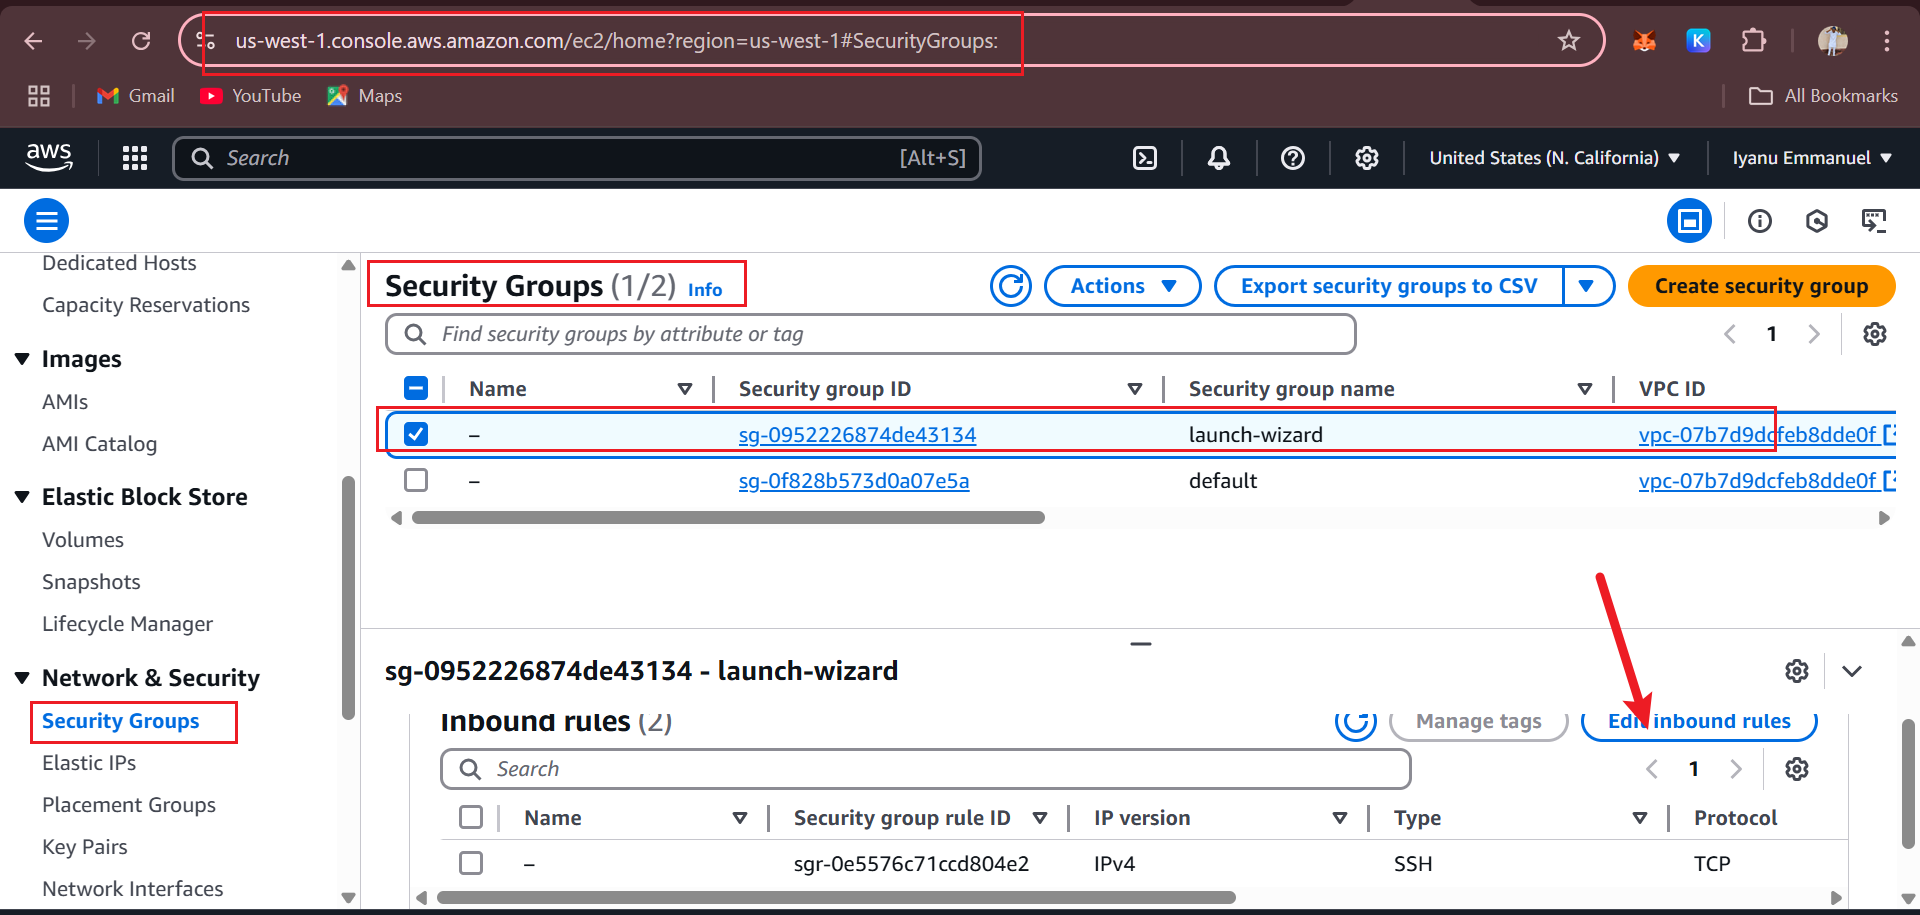 us-west-1.console.aws.amazon.com/ec2/home?region=us-west-1#SecurityGroups:
K
Gmail YouTube Maps All Bookmarks
aws Search [Alt+S] United States (N. California) Iyanu Emmanuel
Dedicated Hosts
Capacity Reservations
Images
AMIs
AMI Catalog
Elastic Block Store
Volumes
Snapshots
Lifecycle Manager
Network & Security
Security Groups
Elastic IPs
Placement Groups
Key Pairs
Network Interfaces
Security Groups (1/2) Info Actions Export security groups to CSV Create security group
Find security groups by attribute or tag 1
Name Security group ID Security group name VPC ID
– sg-0952226874de43134 launch-wizard vpc-07b7d9dcfeb8dde0f
– sg-0f828b573d0a07e5a default vpc-07b7d9dcfeb8dde0f
sg-0952226874de43134 - launch-wizard
Inbound rules (2) Manage tags Edit inbound rules
Search 1
Name Security group rule ID IP version Type Protocol
– sgr-0e5576c71ccd804e2 IPv4 SSH TCP